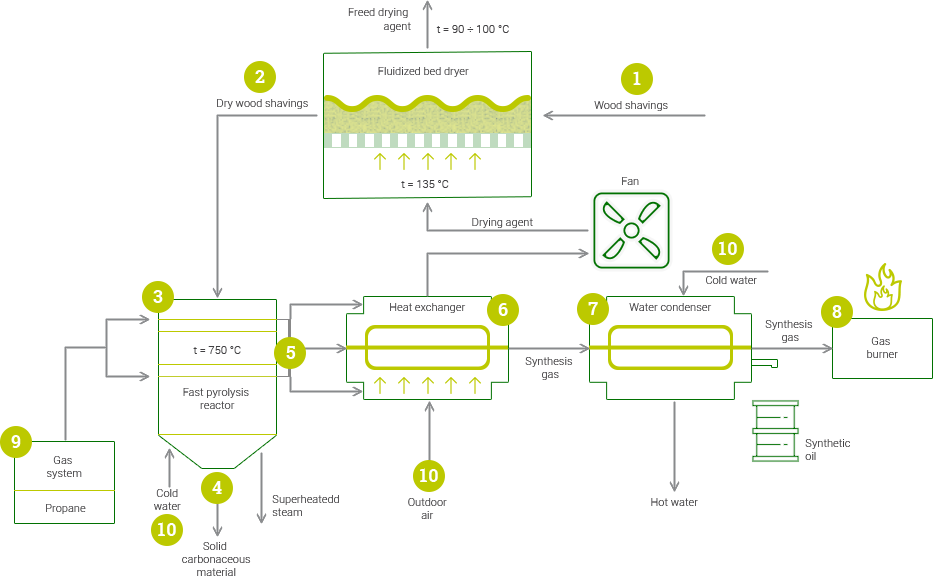 Freed drying
agent
t = 90 ÷ 100 °C
Fluidized bed dryer
2
Dry wood shavings
1
Wood shavings
t = 135 °C
Fan
Drying agent
10
Cold water
3
t = 750 °C
Fast pyrolysis
reactor
5
Heat exchanger
6
Synthesis
gas
7
Water condenser
Synthesis
gas
8
Gas
burner
9
Gas
system
Propane
Cold
water
10
4
Solid
carbonaceous
material
Superheatedd
steam
10
Outdoor
air
Hot water
Synthetic
oil